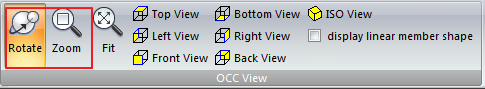 Rotate Zoom Fit
Top View Bottom View ISO View
Left View Right View display linear member shape
Front View Back View
OCC View